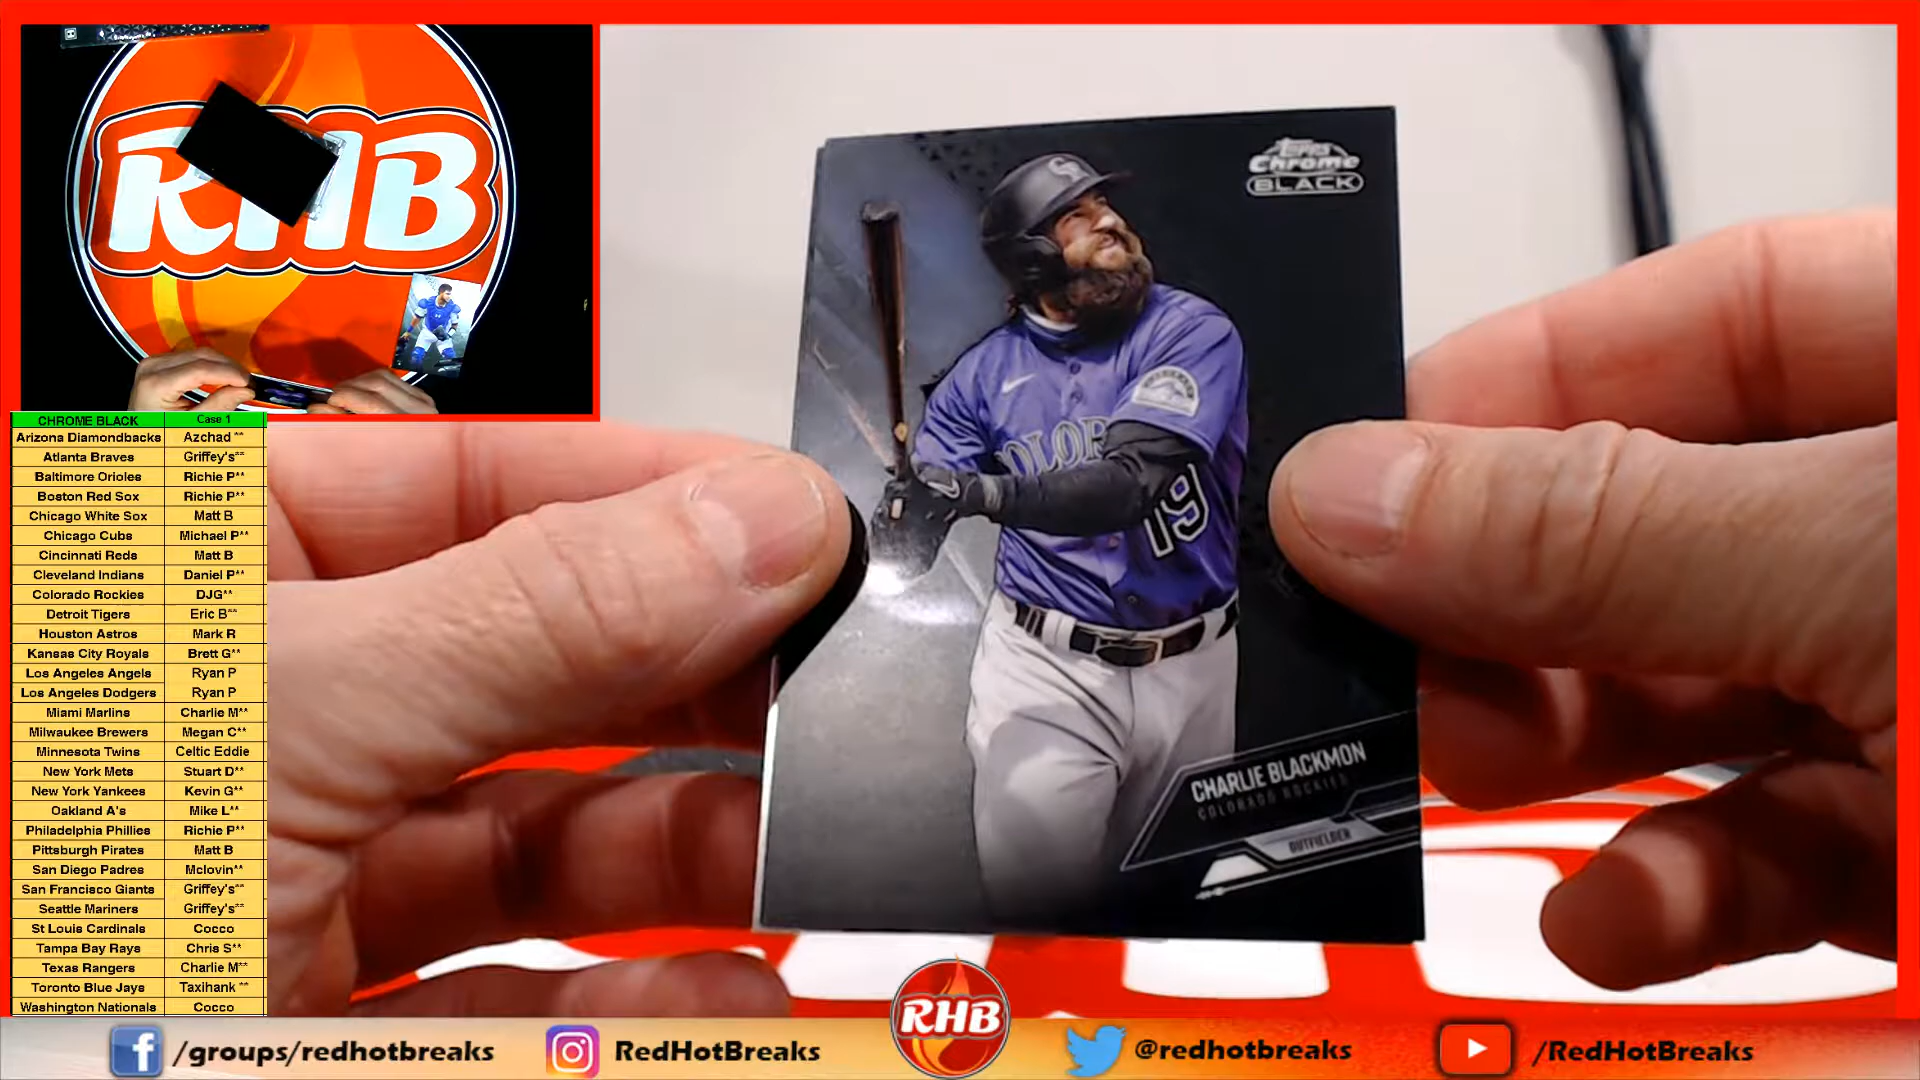 RHB
Topps
Chrome
BLACK
COLOR
19
CHARLIE BLACKMON
COLORADO ROCKIES
OUTFIELDER
CHROME BLACK Case 1
Arizona Diamondbacks Azchad **
Atlanta Braves Griffey's**
Baltimore Orioles Richie P**
Boston Red Sox Richie P**
Chicago White Sox Matt B
Chicago Cubs Michael P**
Cincinnati Reds Matt B
Cleveland Indians Daniel P**
Colorado Rockies DJG**
Detroit Tigers Eric B**
Houston Astros Mark R
Kansas City Royals Brett G**
Los Angeles Angels Ryan P
Los Angeles Dodgers Ryan P
Miami Marlins Charlie M**
Milwaukee Brewers Megan C**
Minnesota Twins Celtic Eddie
New York Mets Stuart D**
New York Yankees Kevin G**
Oakland A's Mike L**
Philadelphia Phillies Richie P**
Pittsburgh Pirates Matt B
San Diego Padres Mclovin**
San Francisco Giants Griffey's**
Seattle Mariners Griffey's**
St Louis Cardinals Cocco
Tampa Bay Rays Chris S**
Texas Rangers Charlie M**
Toronto Blue Jays Taxihank **
Washington Nationals Cocco
/groups/redhotbreaks RedHotBreaks RHB @redhotbreaks /RedHotBreaks